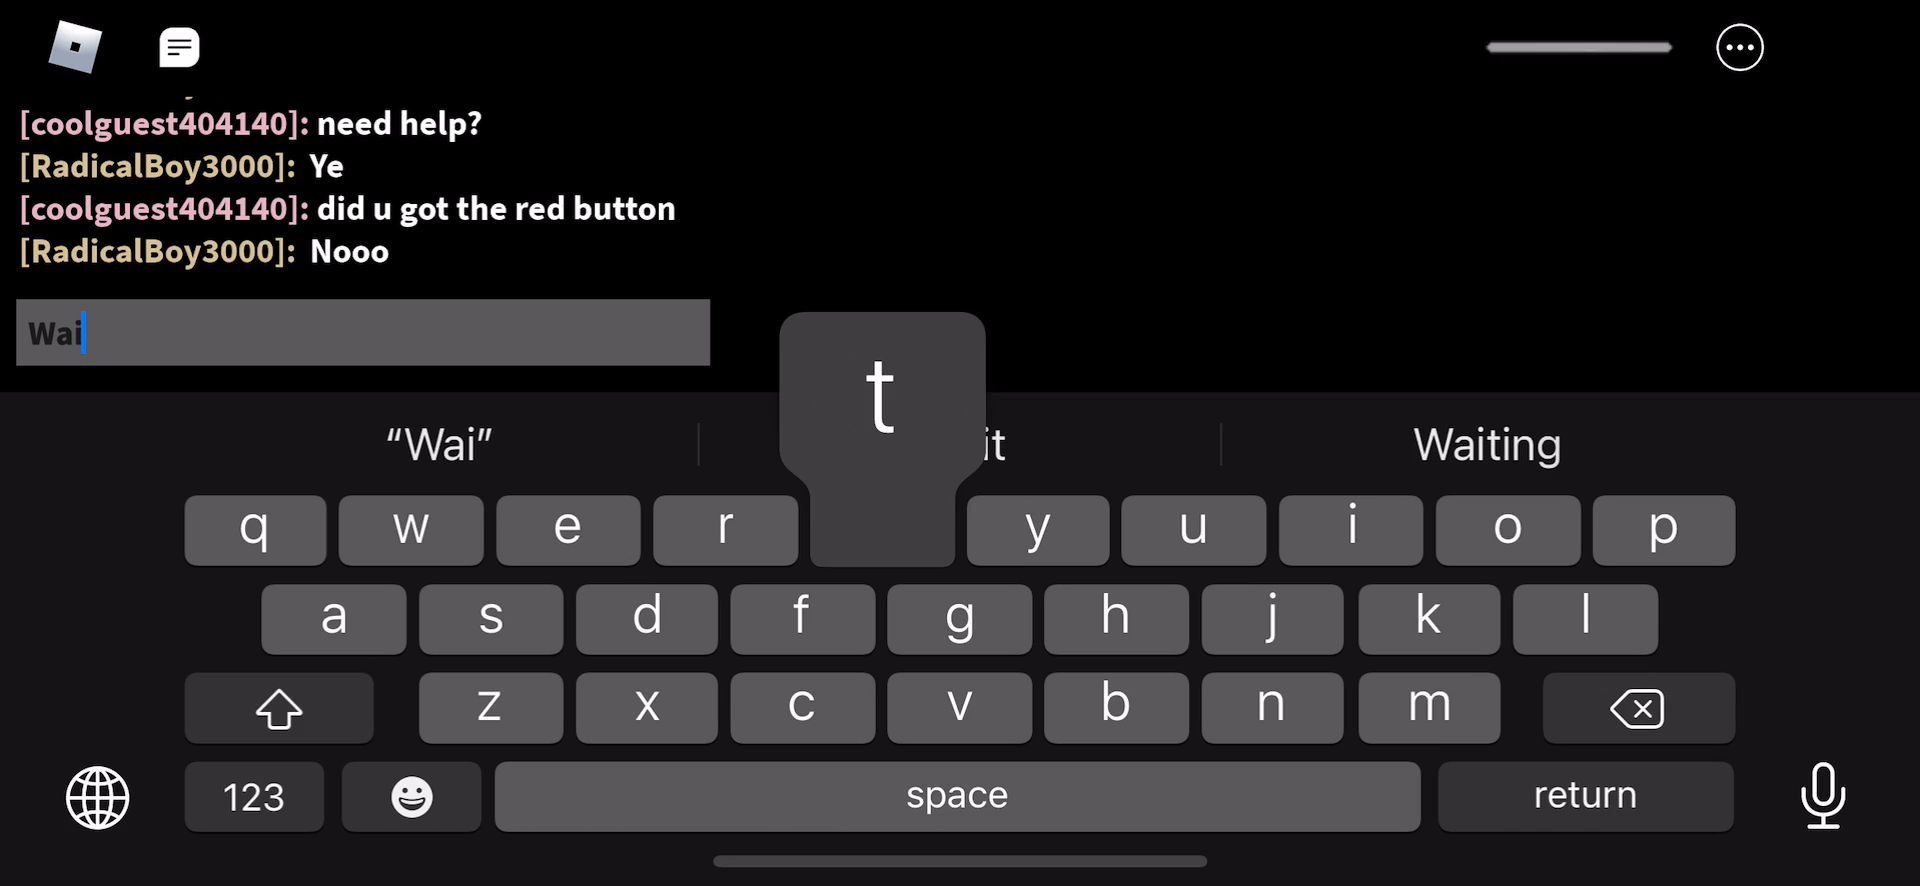 [coolguest404140]: need help?
[RadicalBoy3000]: Ye
[coolguest404140]: did u got the red button
[RadicalBoy3000]: Nooo
Wai
t
“Wai” it Waiting
q w e r y u i o p
a s d f g h j k l
z x c v b n m
123 space return